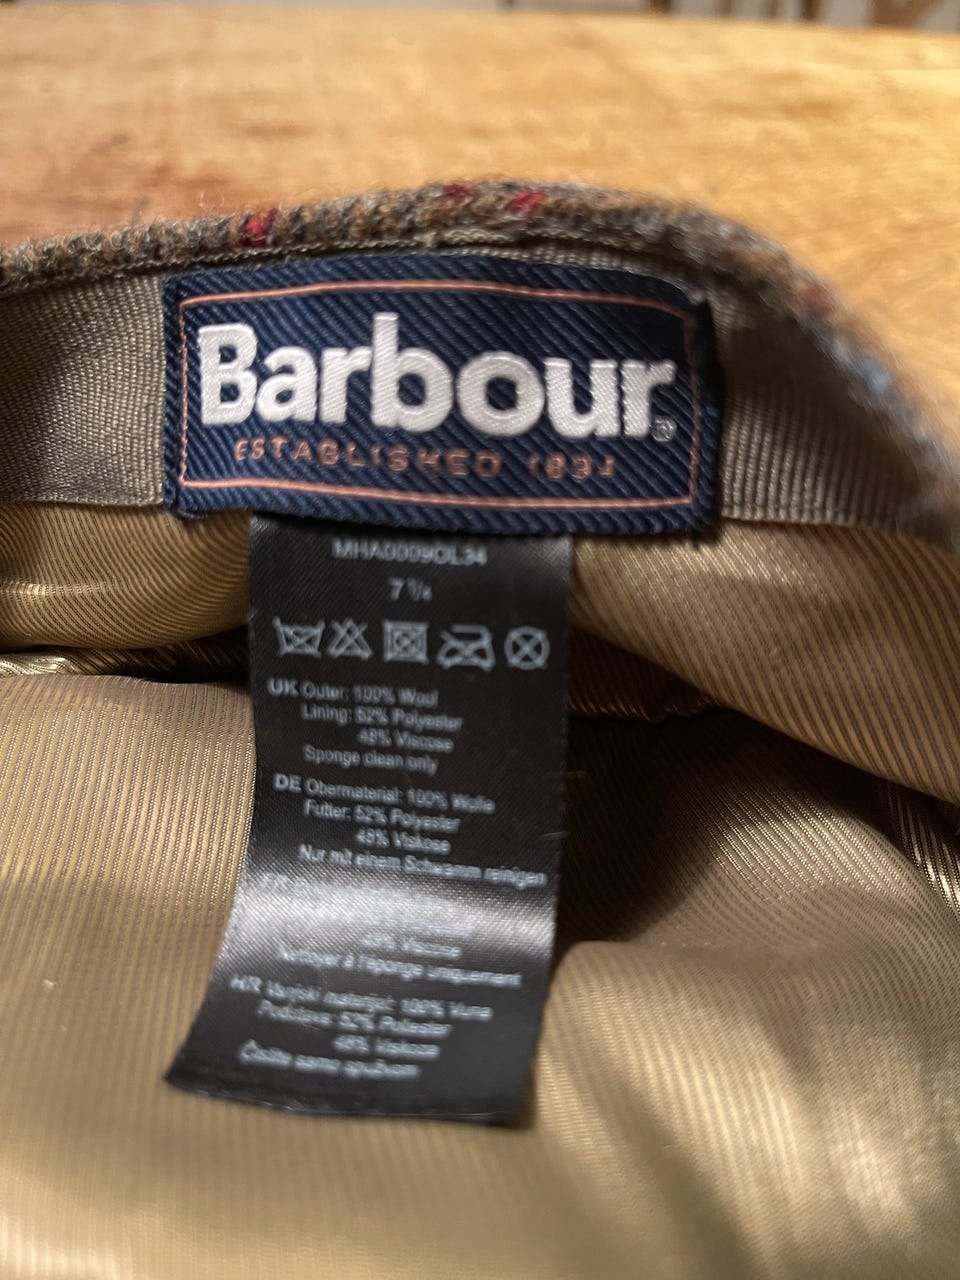 Barbour®
ESTABLISHED 1894
MHA0009OL34
7 1/4
UK Outer: 100% Wool
Lining: 52% Polyester
48% Viscose
Sponge clean only
DE Obermaterial: 100% Wolle
Futter: 52% Polyester
48% Viskose
Nur mit einem Schwamm reinigen
FR
Polyester
48% Viscose
Nettoyer à l'éponge uniquement
HR Vanjski materijal: 100% Vuna
Podstava: 52% Poliester
48% Viskoza
Čistite samo spužvom